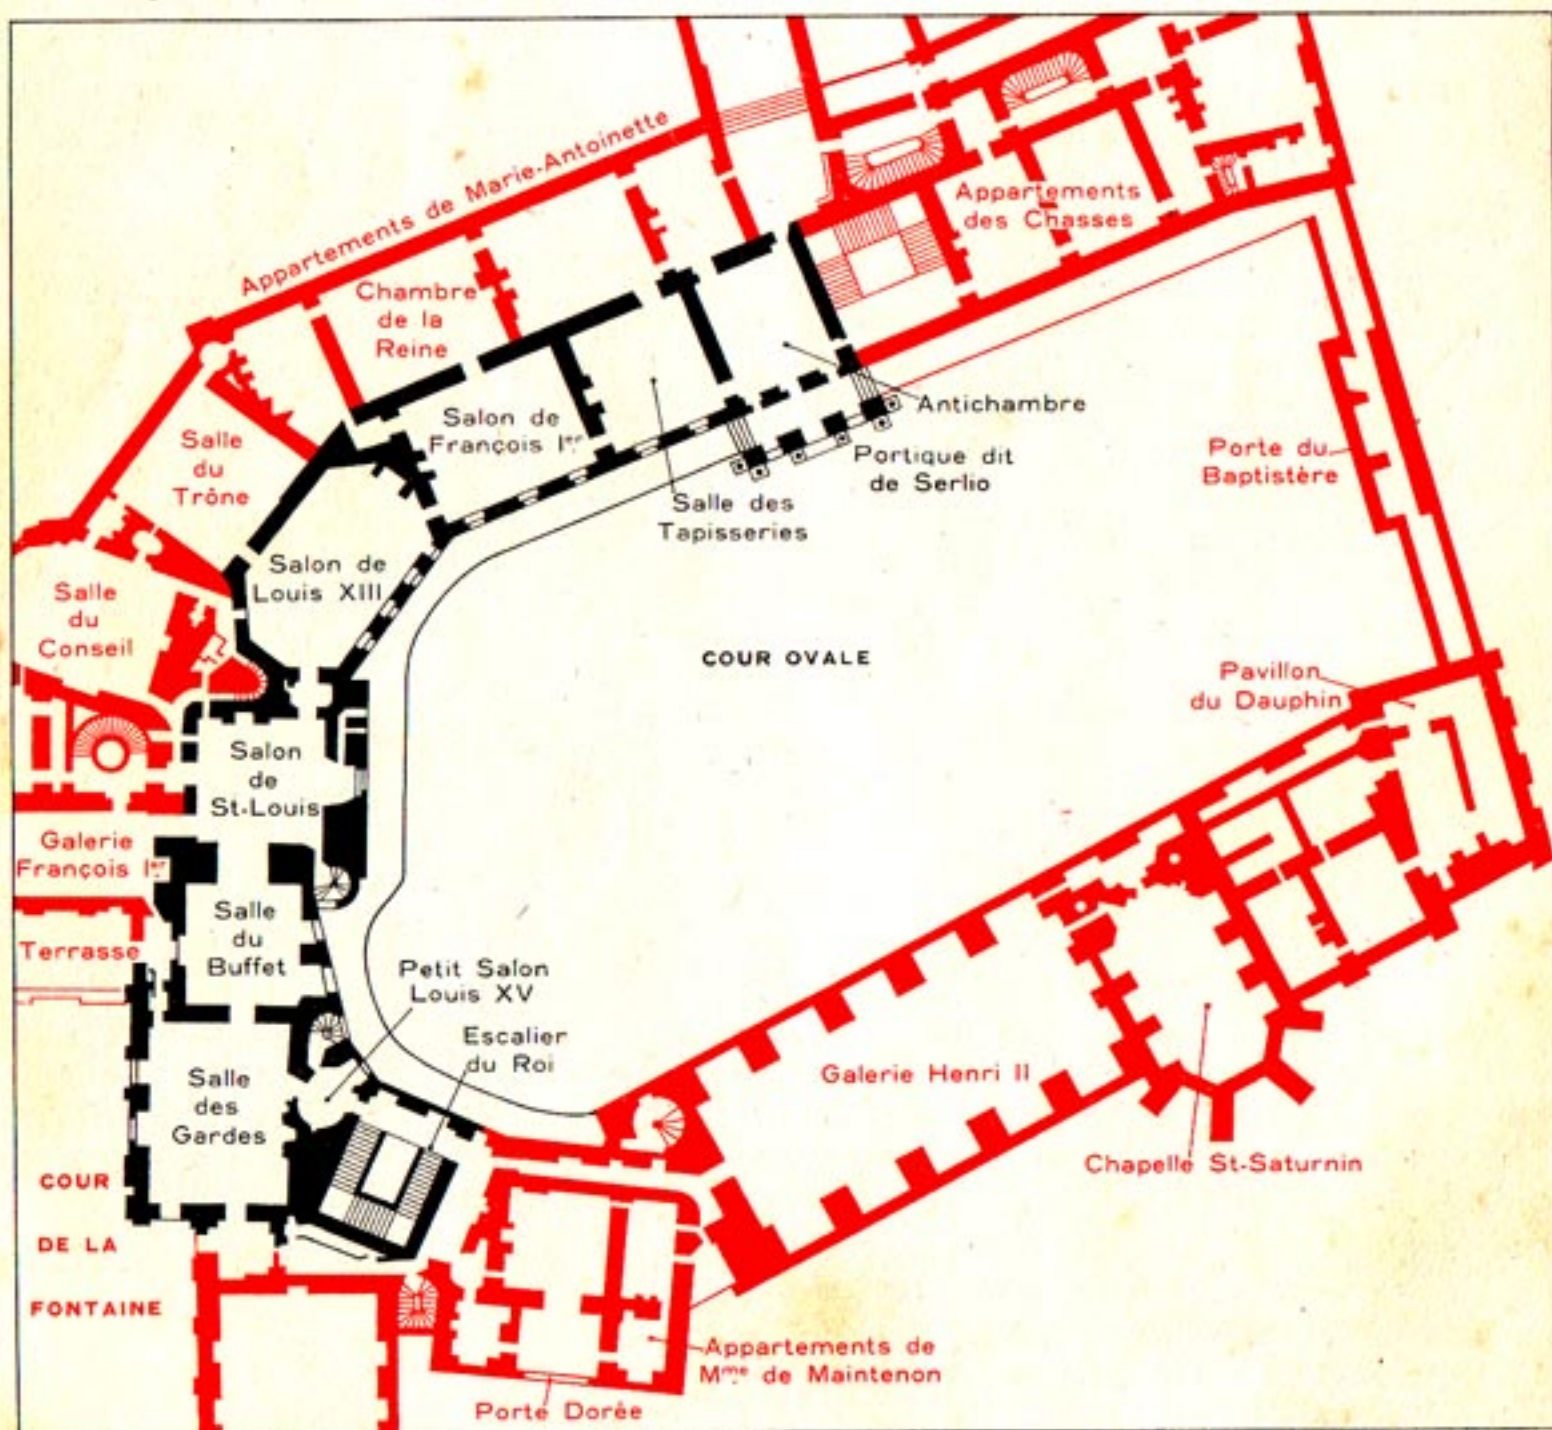 Appartements de Marie-Antoinette
Appartements
des Chasses
Chambre
de la
Reine
Antichambre
Salon de
François Ier
Salle
du
Trône
Portique dit
de Serlio
Porte du
Baptistère
Salle des
Tapisseries
Salon de
Louis XIII
Salle
du
Conseil
COUR OVALE
Pavillon
du Dauphin
Salon
de
St-Louis
Galerie
François Ier
Salle
du
Buffet
Terrasse
Petit Salon
Louis XV
Escalier
du Roi
Salle
des
Gardes
Galerie Henri II
Chapelle St-Saturnin
COUR
DE LA
FONTAINE
Appartements de
Mme de Maintenon
Porte Dorée